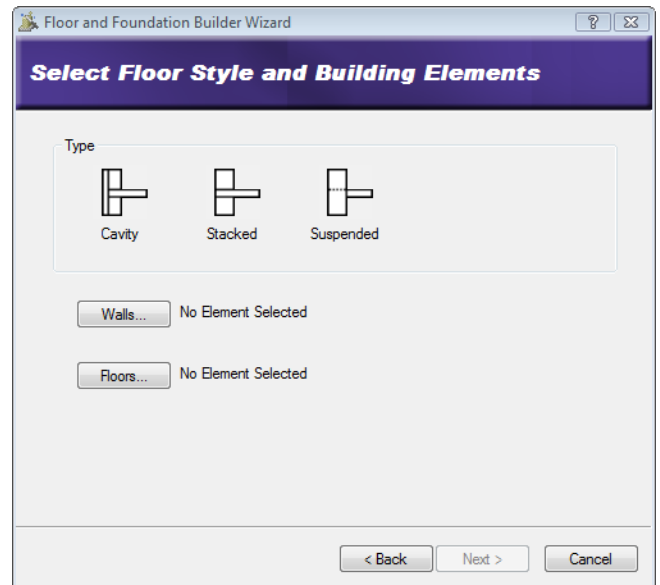 Floor and Foundation Builder Wizard
Select Floor Style and Building Elements
Type
Cavity Stacked Suspended
Walls... No Element Selected
Floors... No Element Selected
< Back Next > Cancel